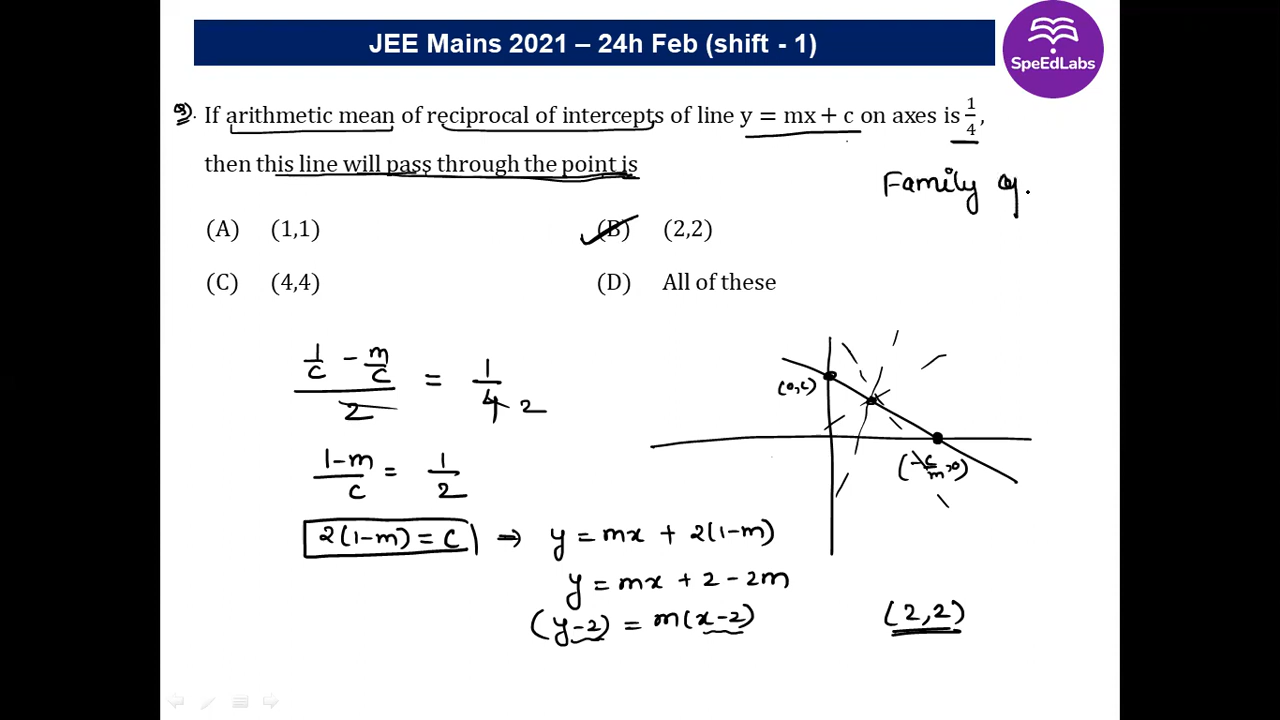 JEE Mains 2021 – 24h Feb (shift - 1)
SpeEdLabs
Q). If arithmetic mean of reciprocal of intercepts of line y = mx + c on axes is 1/4,
then this line will pass through the point is
Family of.
(A) (1,1)
(B) (2,2)
(C) (4,4)
(D) All of these
(1/c - m/c)/2 = 1/4 2
(0,c)
(-c/m,0)
(1-m)/c = 1/2
2(1-m) = c ⇒ y = mx + 2(1-m)
y = mx + 2 - 2m
(y-2) = m(x-2)
(2,2)